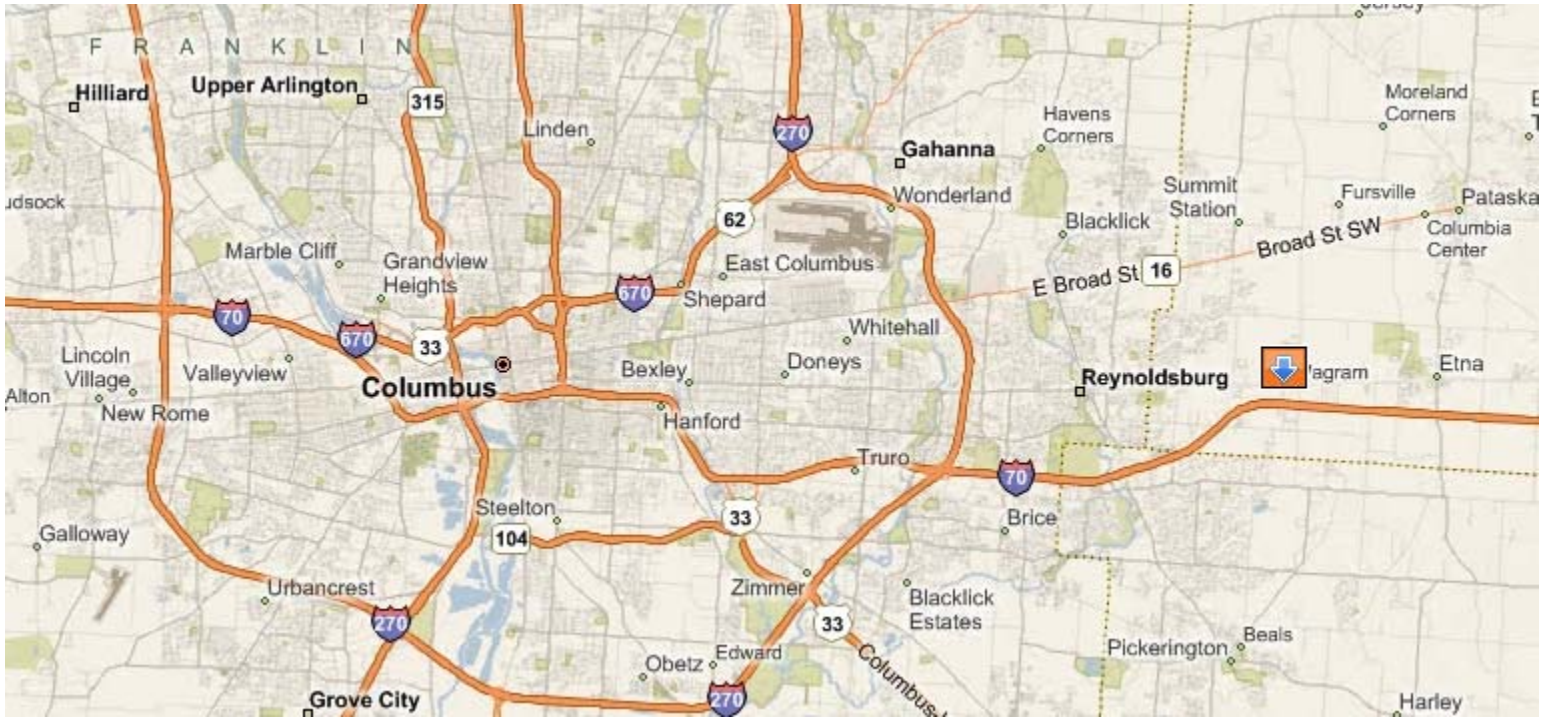 Jersey
F R A N K L I N
Hilliard
Upper Arlington
315
Linden
270
Gahanna
Havens
Corners
Moreland
Corners
Wonderland
Summit
Station
Fursville
Pataska
udsock
62
Blacklick
Columbia
Center
Marble Cliff
Grandview
Heights
East Columbus
E Broad St
16
Broad St SW
670
Shepard
70
670
33
Whitehall
Lincoln
Village
Valleyview
Columbus
Bexley
Doneys
Reynoldsburg
agram
Etna
Alton
New Rome
Hanford
Truro
70
Steelton
104
33
Brice
Galloway
Urbancrest
Zimmer
Blacklick
Estates
270
33
Columbus-
Obetz
Edward
Pickerington
Beals
Grove City
270
Harley